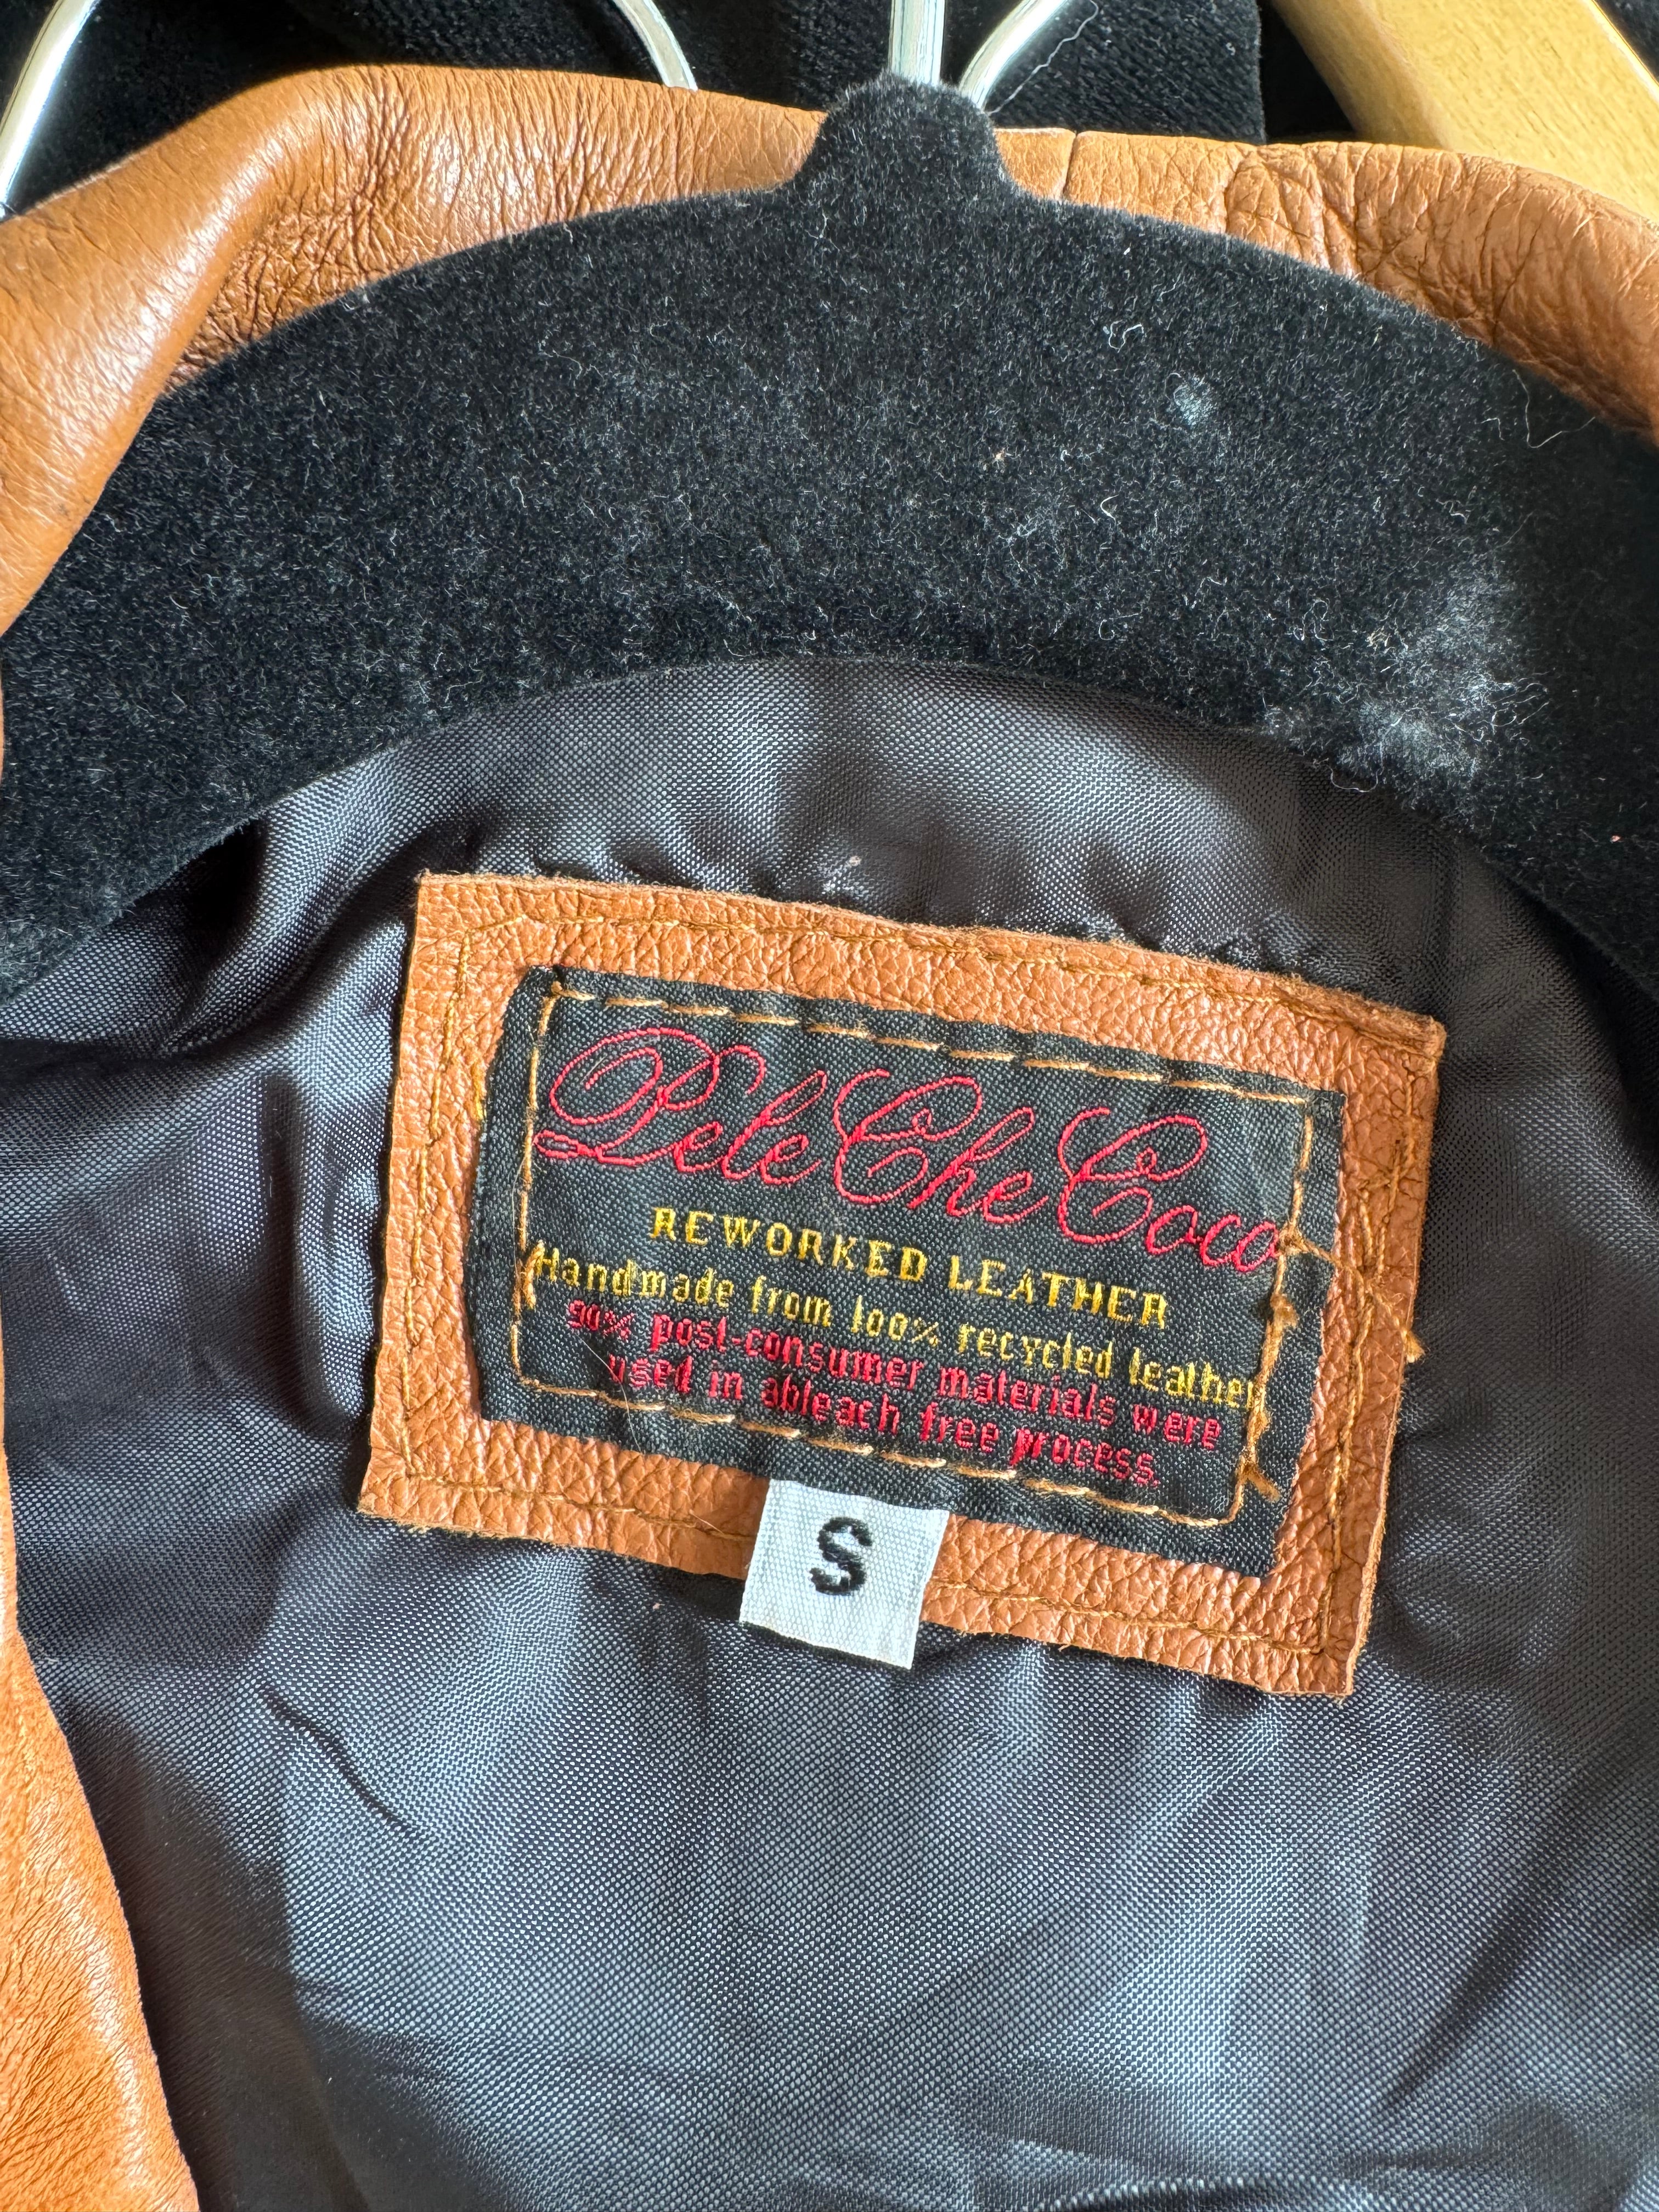 Pele Che Coco
REWORKED LEATHER
Handmade from 100% recycled leather
90% post-consumer materials were
used in ableach free process.
S